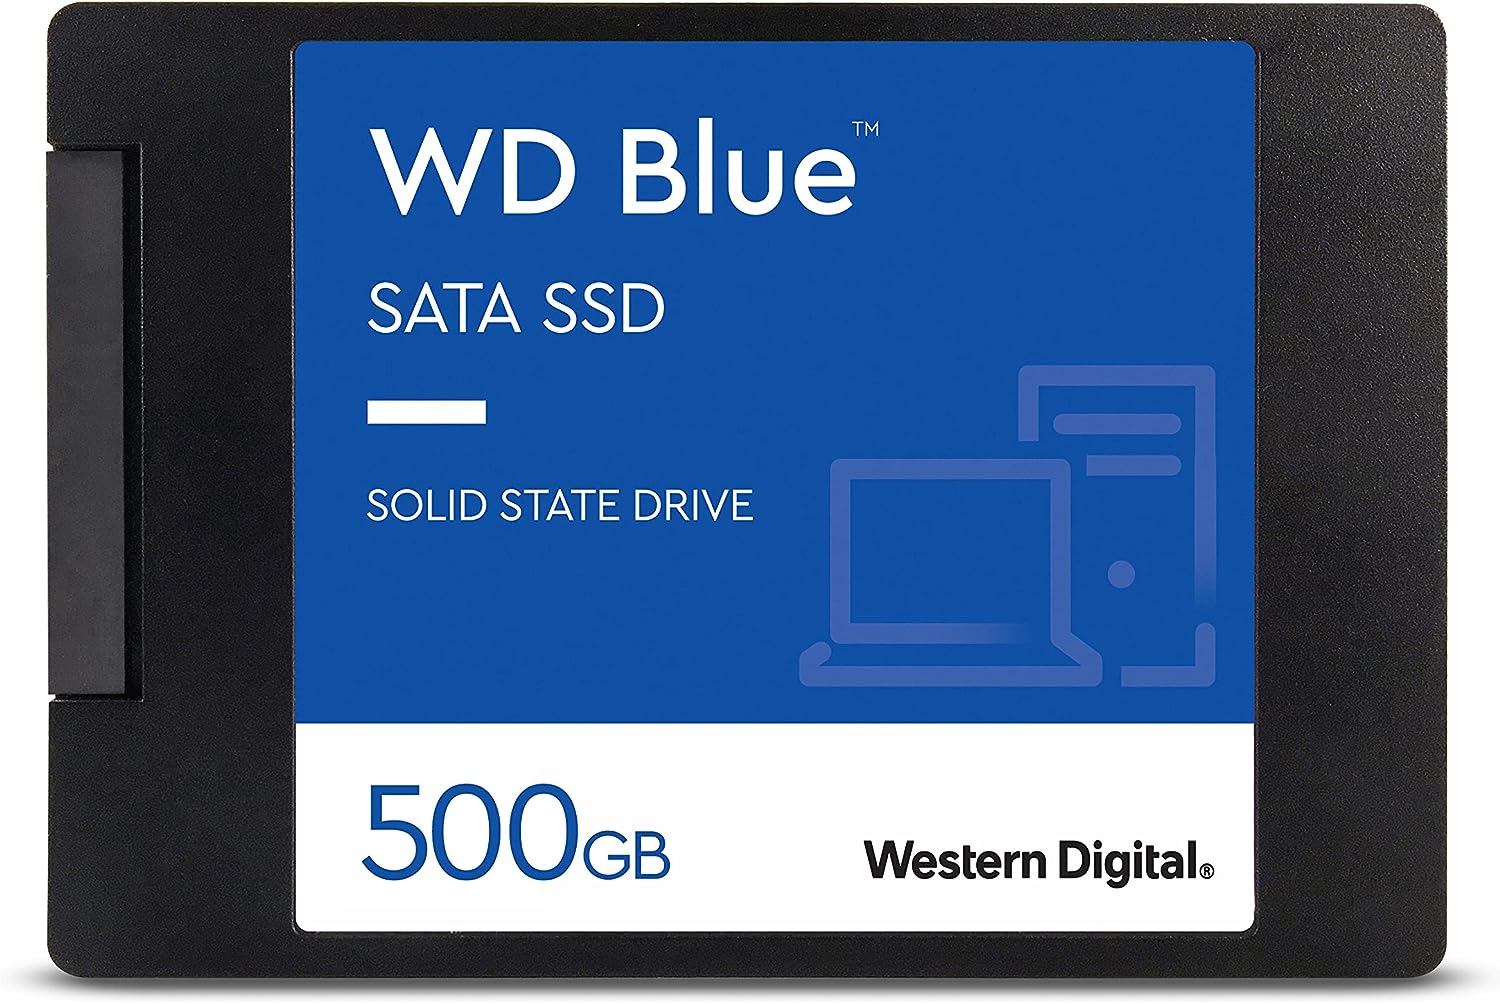 WD Blue™
SATA SSD
SOLID STATE DRIVE
500GB
Western Digital®